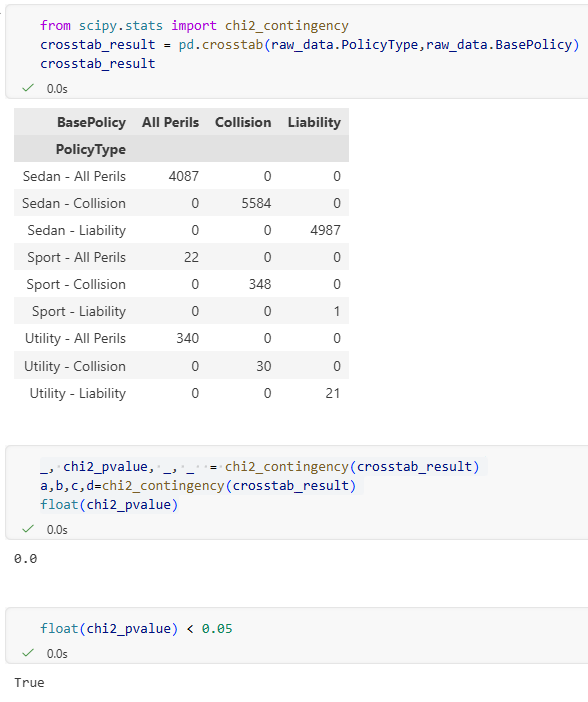 from scipy.stats import chi2_contingency
crosstab_result = pd.crosstab(raw_data.PolicyType,raw_data.BasePolicy)
crosstab_result
0.0s
BasePolicy All Perils Collision Liability
PolicyType
Sedan - All Perils 4087 0 0
Sedan - Collision 0 5584 0
Sedan - Liability 0 0 4987
Sport - All Perils 22 0 0
Sport - Collision 0 348 0
Sport - Liability 0 0 1
Utility - All Perils 340 0 0
Utility - Collision 0 30 0
Utility - Liability 0 0 21
_, chi2_pvalue, _, _ = chi2_contingency(crosstab_result)
a,b,c,d=chi2_contingency(crosstab_result)
float(chi2_pvalue)
0.0s
0.0
float(chi2_pvalue) < 0.05
0.0s
True